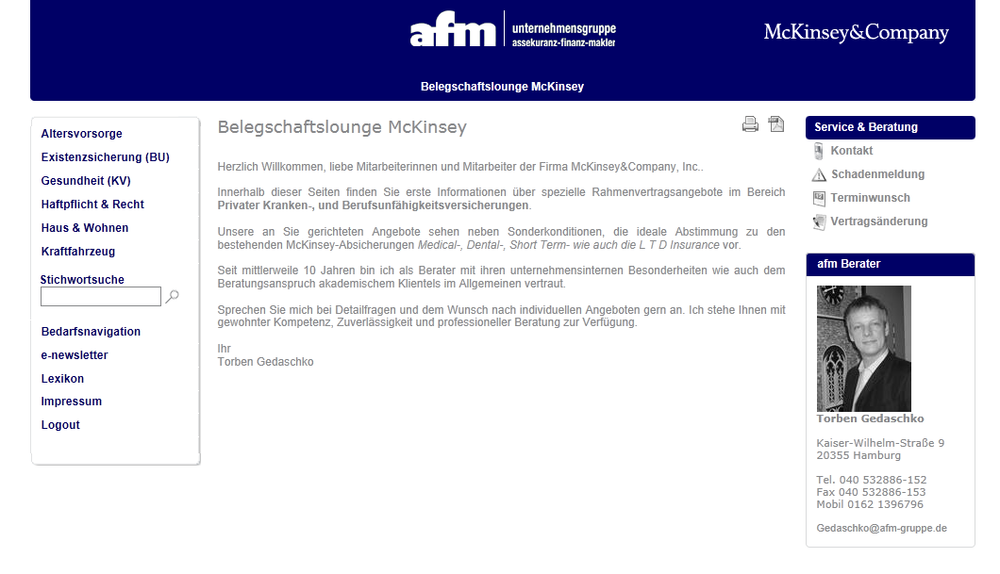 afm
unternehmensgruppe
assekuranz-finanz-makler
McKinsey&Company
Belegschaftslounge McKinsey
Altersvorsorge
Existenzsicherung (BU)
Gesundheit (KV)
Haftpflicht & Recht
Haus & Wohnen
Kraftfahrzeug
Stichwortsuche
Bedarfsnavigation
e-newsletter
Lexikon
Impressum
Logout
Belegschaftslounge McKinsey
Herzlich Willkommen, liebe Mitarbeiterinnen und Mitarbeiter der Firma McKinsey&Company, Inc..
Innerhalb dieser Seiten finden Sie erste Informationen über spezielle Rahmenvertragsangebote im Bereich
Privater Kranken-, und Berufsunfähigkeitsversicherungen.
Unsere an Sie gerichteten Angebote sehen neben Sonderkonditionen, die ideale Abstimmung zu den
bestehenden McKinsey-Absicherungen Medical-, Dental-, Short Term- wie auch die L T D Insurance vor.
Seit mittlerweile 10 Jahren bin ich als Berater mit ihren unternehmensinternen Besonderheiten wie auch dem
Beratungsanspruch akademischem Klientels im Allgemeinen vertraut.
Sprechen Sie mich bei Detailfragen und dem Wunsch nach individuellen Angeboten gern an. Ich stehe Ihnen mit
gewohnter Kompetenz, Zuverlässigkeit und professioneller Beratung zur Verfügung.
Ihr
Torben Gedaschko
Service & Beratung
Kontakt
Schadenmeldung
Terminwunsch
Vertragsänderung
afm Berater
Torben Gedaschko
Kaiser-Wilhelm-Straße 9
20355 Hamburg
Tel. 040 532886-152
Fax 040 532886-153
Mobil 0162 1396796
Gedaschko@afm-gruppe.de